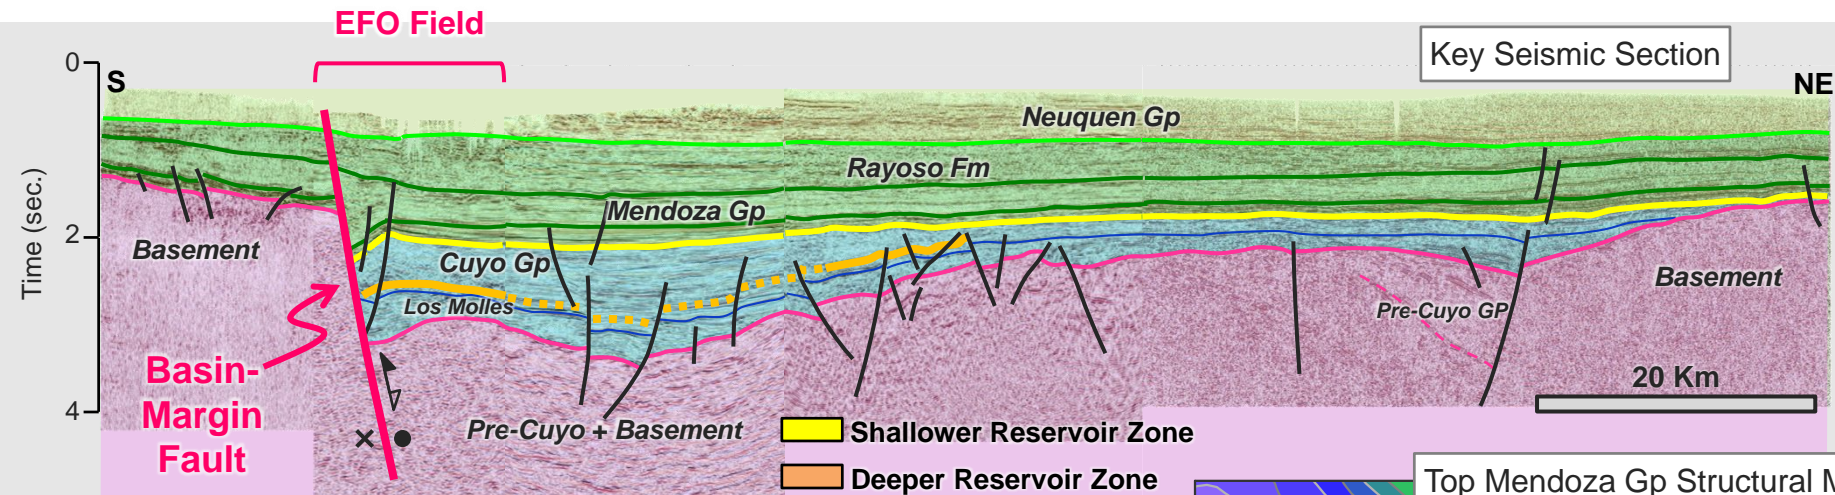 EFO Field
Key Seismic Section
0
S
NE
Neuquen Gp
Rayoso Fm
Mendoza Gp
Time (sec.)
2
Basement
Cuyo Gp
Basement
Los Molles
Pre-Cuyo GP
Basin-
Margin
Fault
20 Km
4
Pre-Cuyo + Basement
Shallower Reservoir Zone
Deeper Reservoir Zone
Top Mendoza Gp Structural M